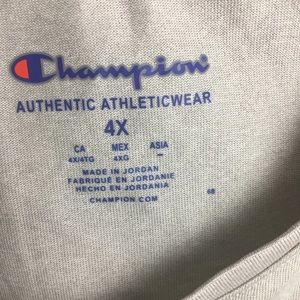 Champion
AUTHENTIC ATHLETICWEAR
4X
CA MEX ASIA
4X/4TG 4XG –
MADE IN JORDAN
FABRIQUÉ EN JORDANIE
HECHO EN JORDANIA
CHAMPION.COM